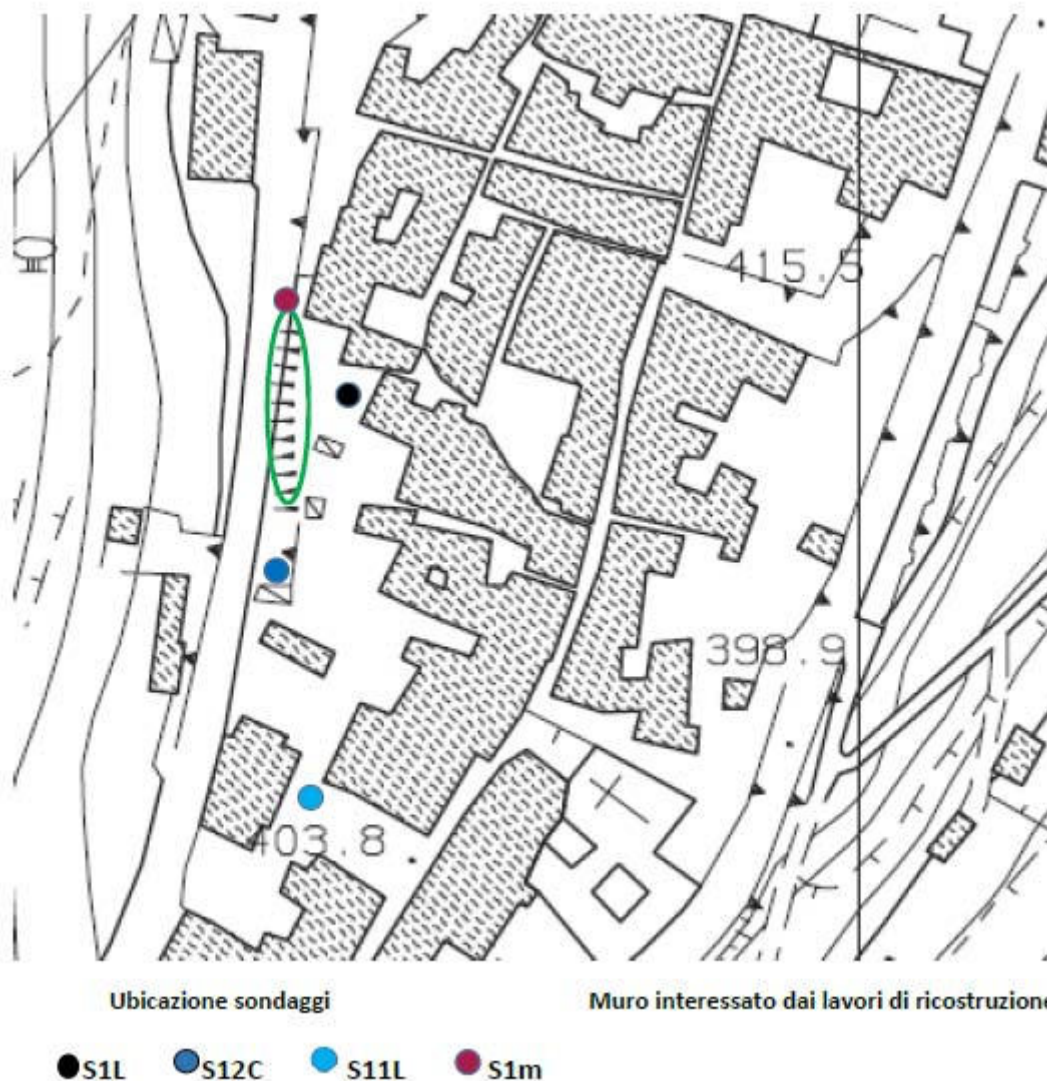 415.5
398.9
403.8
Ubicazione sondaggi Muro interessato dai lavori di ricostruzione
S1L S12C S11L S1m